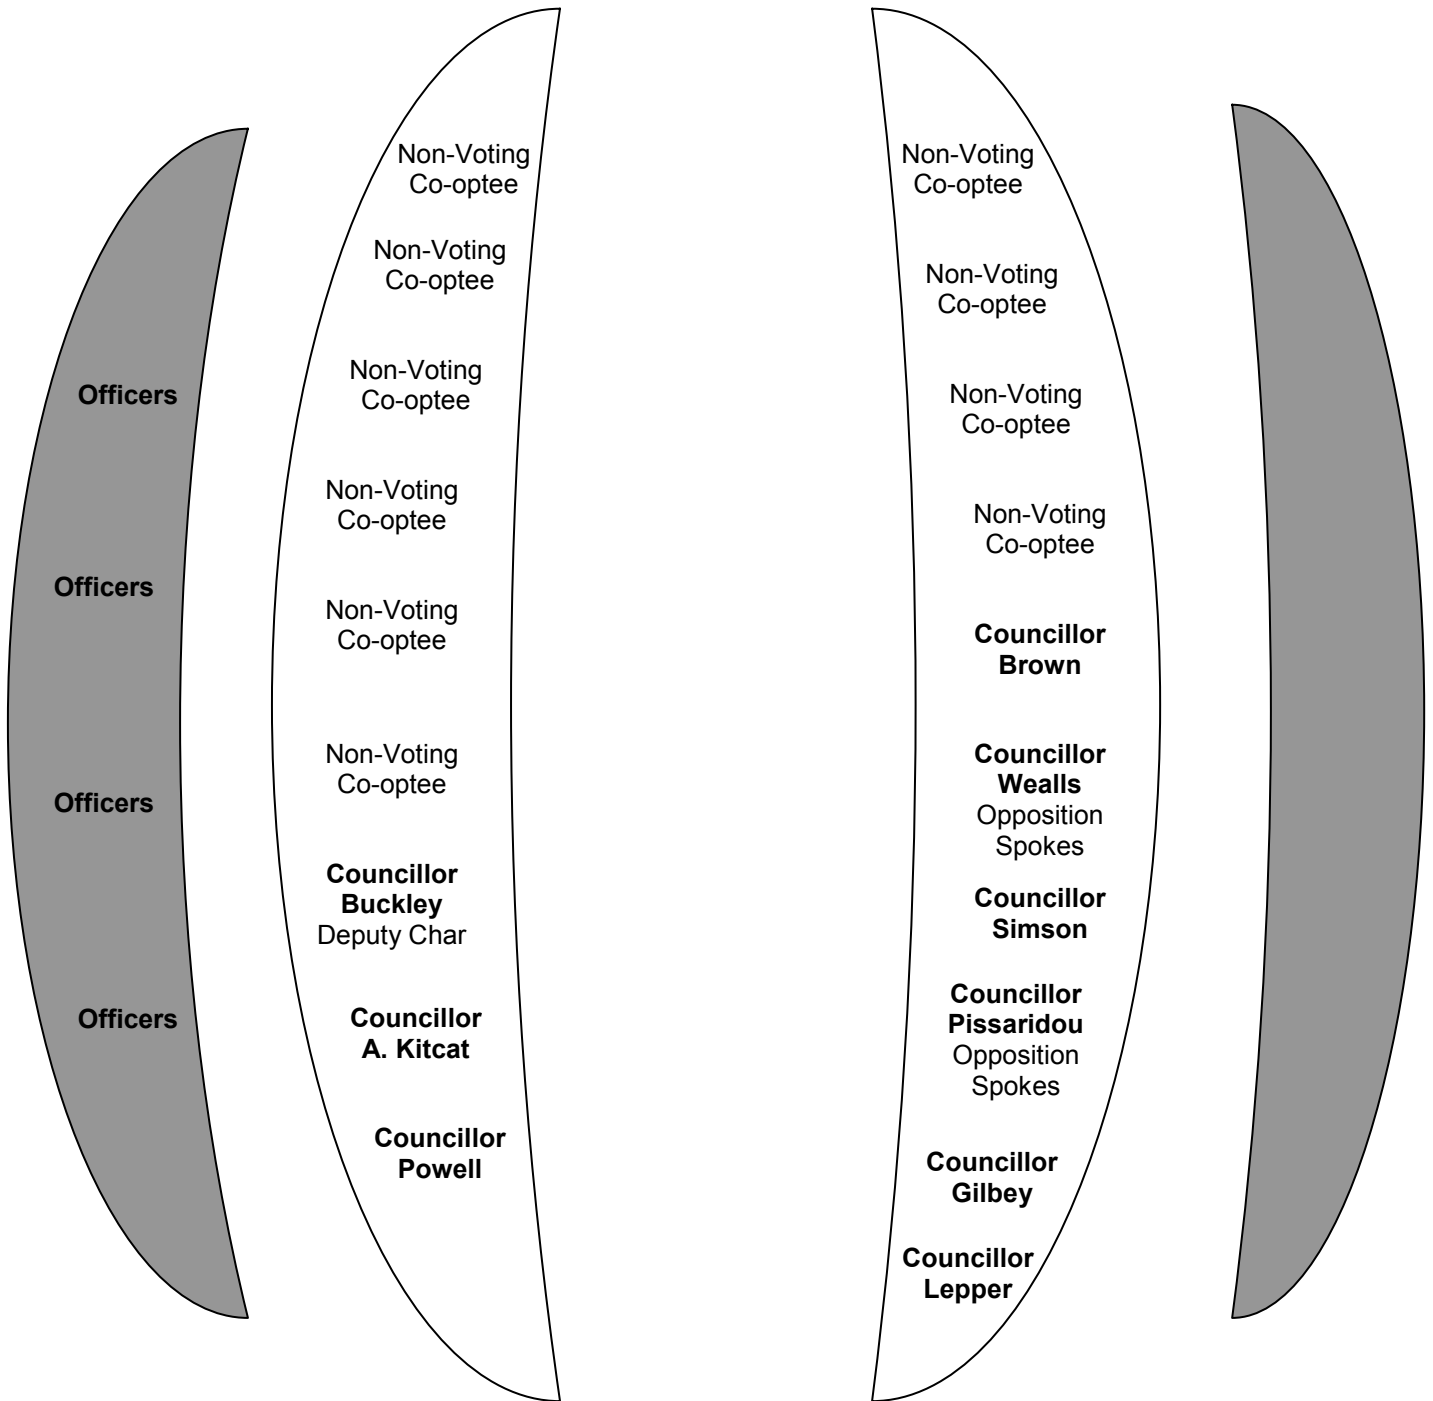 Officers
Officers
Officers
Officers
Non-Voting
Co-optee
Non-Voting
Co-optee
Non-Voting
Co-optee
Non-Voting
Co-optee
Non-Voting
Co-optee
Non-Voting
Co-optee
Councillor
Buckley
Deputy Char
Councillor
A. Kitcat
Councillor
Powell
Non-Voting
Co-optee
Non-Voting
Co-optee
Non-Voting
Co-optee
Non-Voting
Co-optee
Councillor
Brown
Councillor
Wealls
Opposition
Spokes
Councillor
Simson
Councillor
Pissaridou
Opposition
Spokes
Councillor
Gilbey
Councillor
Lepper